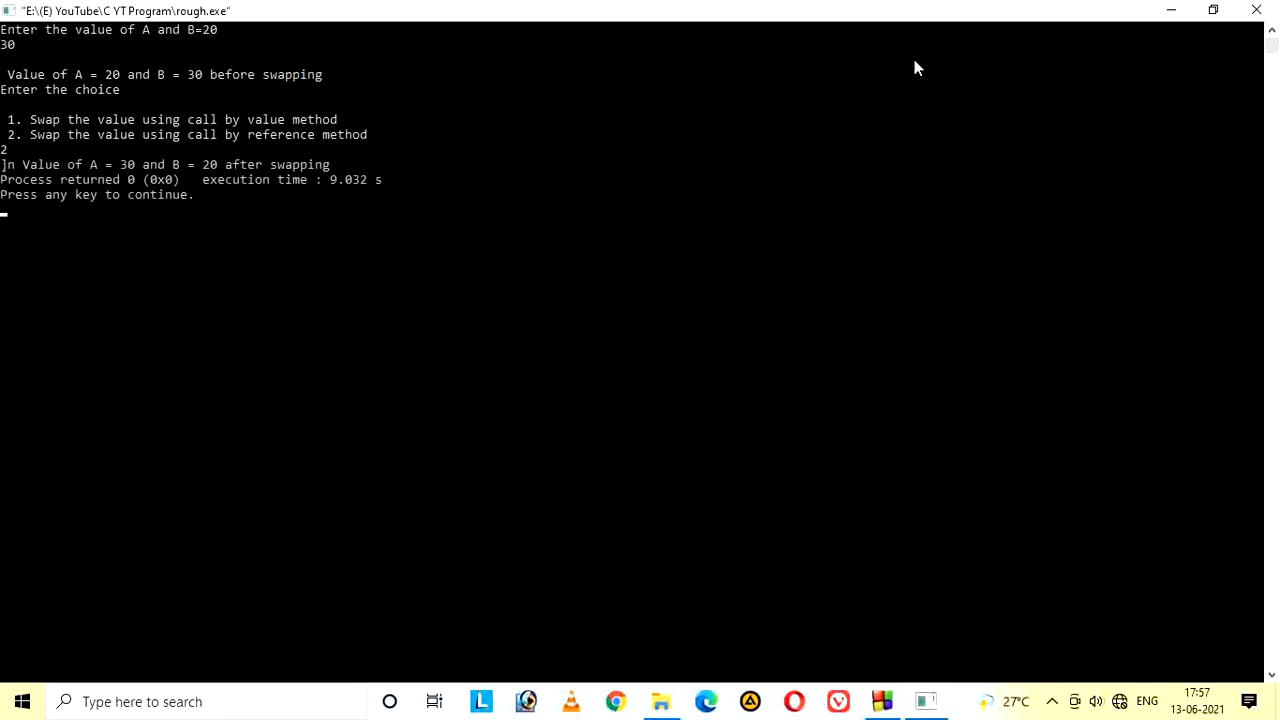 "E:\(E) YouTube\C YT Program\rough.exe"
Enter the value of A and B=20
30
Value of A = 20 and B = 30 before swapping
Enter the choice
1. Swap the value using call by value method
2. Swap the value using call by reference method
2
]n Value of A = 30 and B = 20 after swapping
Process returned 0 (0x0)   execution time : 9.032 s
Press any key to continue.
Type here to search
27°C
ENG
17:57
13-06-2021